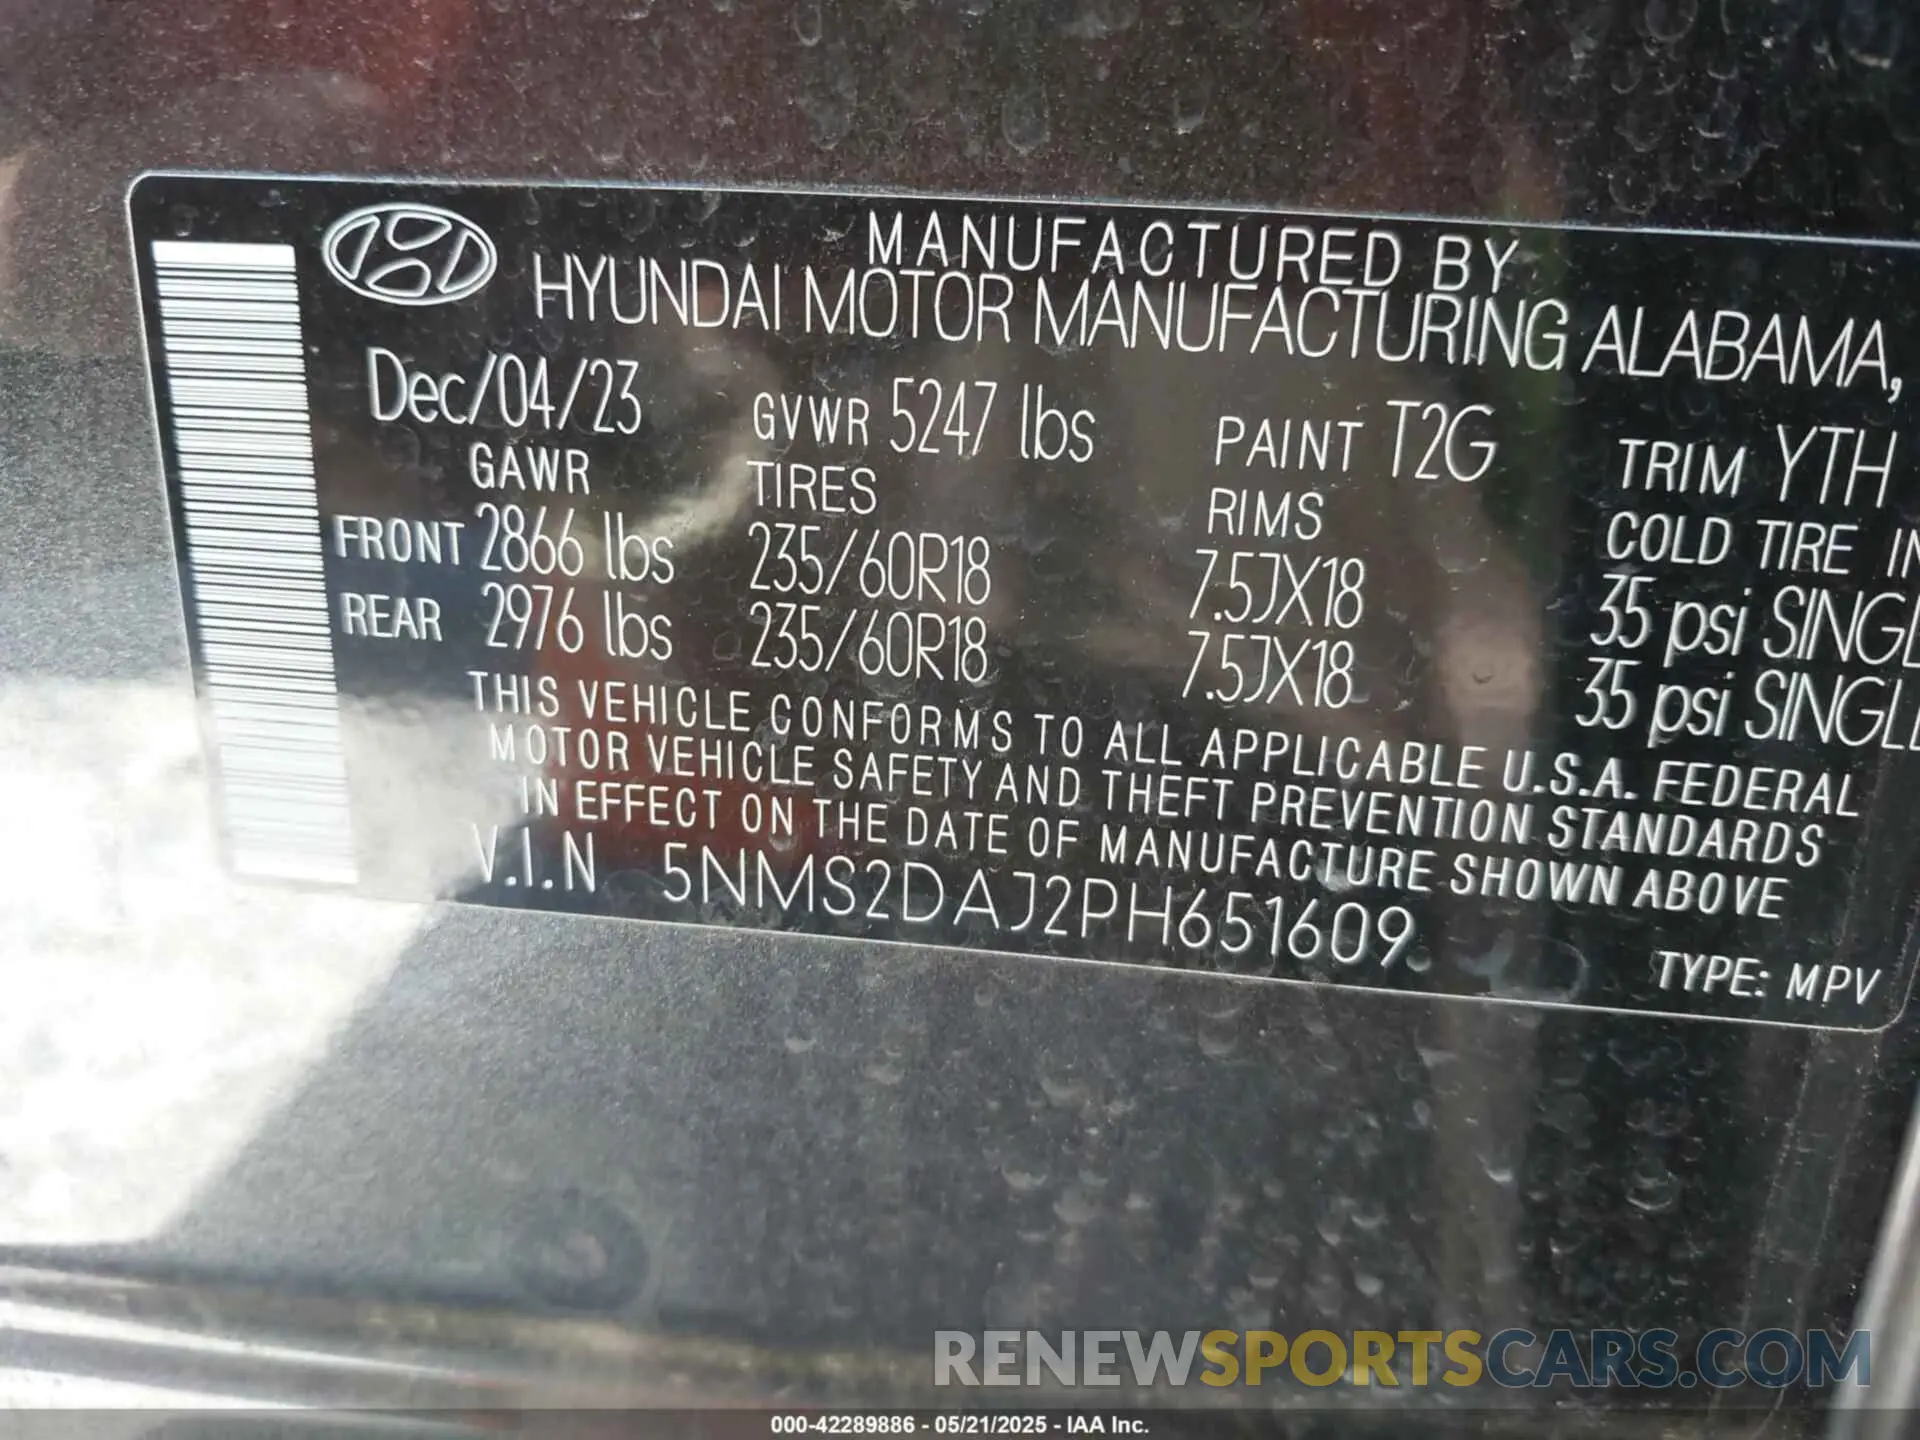 MANUFACTURED BY
HYUNDAI MOTOR MANUFACTURING ALABAMA,
Dec/04/23 GVWR 5247 lbs PAINT T2G TRIM YTH
GAWR TIRES RIMS COLD TIRE IN
FRONT 2866 lbs 235/60R18 7.5JX18 35 psi SINGLE
REAR 2976 lbs 235/60R18 7.5JX18 35 psi SINGLE
THIS VEHICLE CONFORMS TO ALL APPLICABLE U.S.A. FEDERAL
MOTOR VEHICLE SAFETY AND THEFT PREVENTION STANDARDS
IN EFFECT ON THE DATE OF MANUFACTURE SHOWN ABOVE
V.I.N 5NMS2DAJ2PH651609
TYPE: MPV
RENEWSPORTSCARS.COM
000-42289886 - 05/21/2025 - IAA Inc.